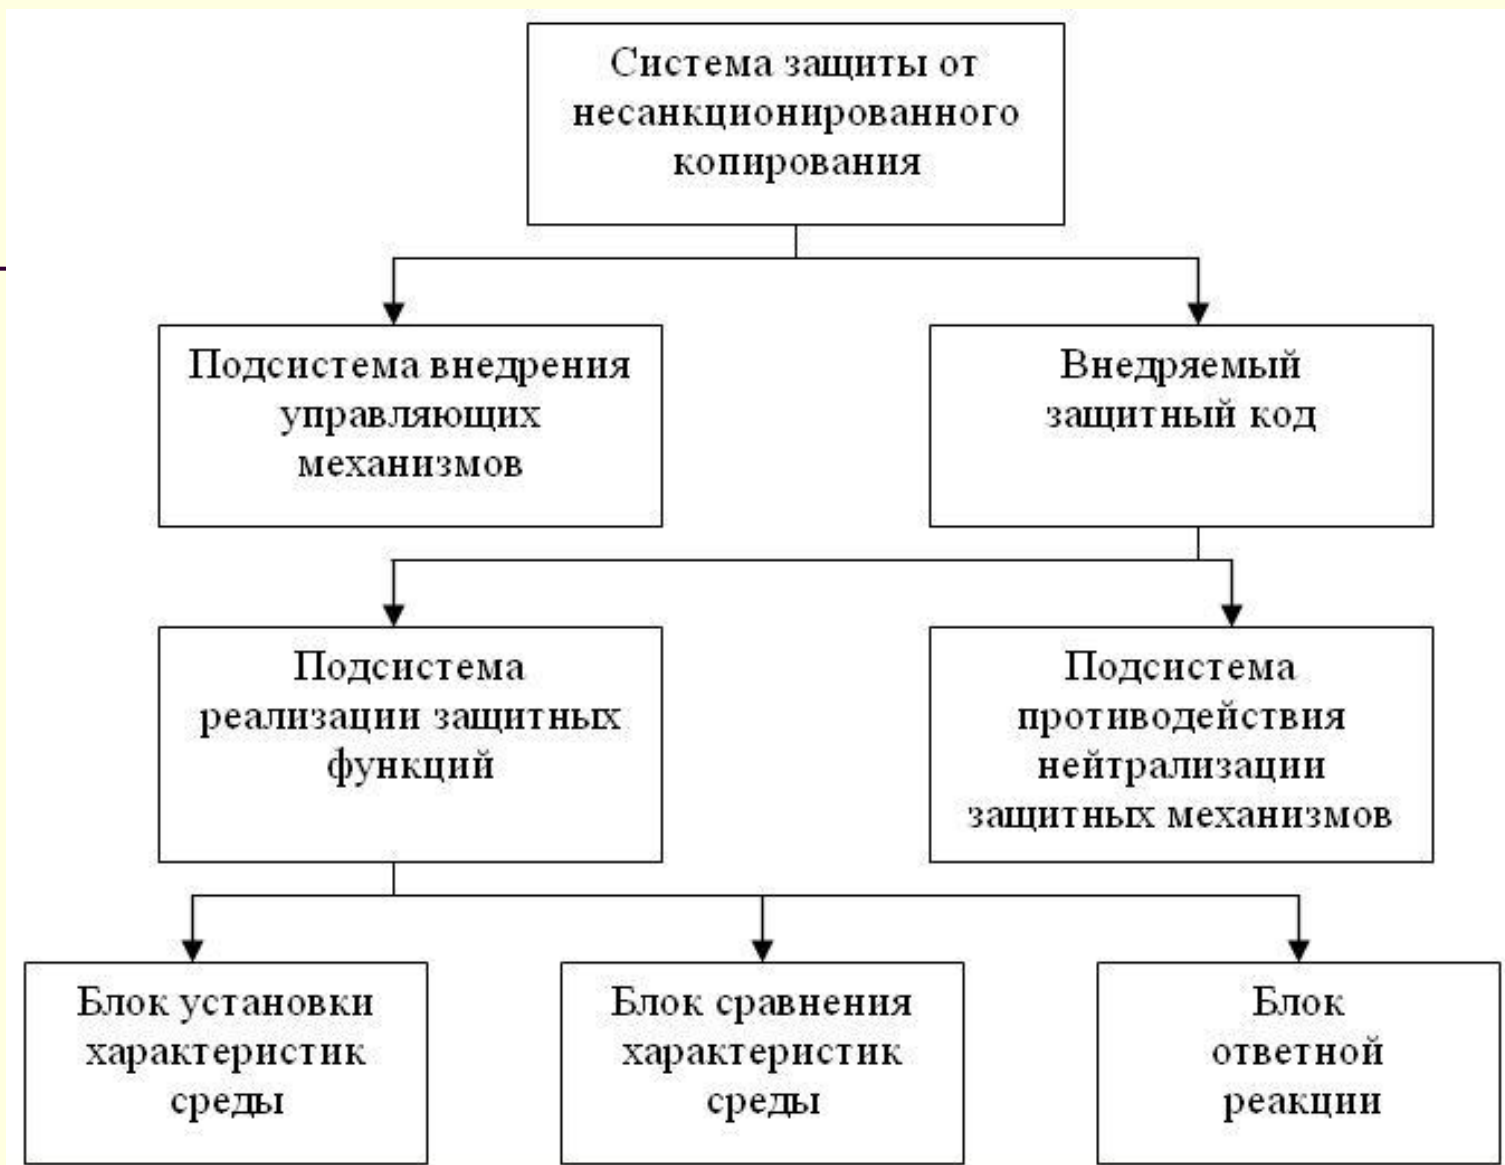 Система защиты от
несанкционированного
копирования
Подсистема внедрения
управляющих
механизмов
Внедряемый
защитный код
Подсистема
реализации защитных
функций
Подсистема
противодействия
нейтрализации
защитных механизмов
Блок установки
характеристик
среды
Блок сравнения
характеристик
среды
Блок
ответной
реакции